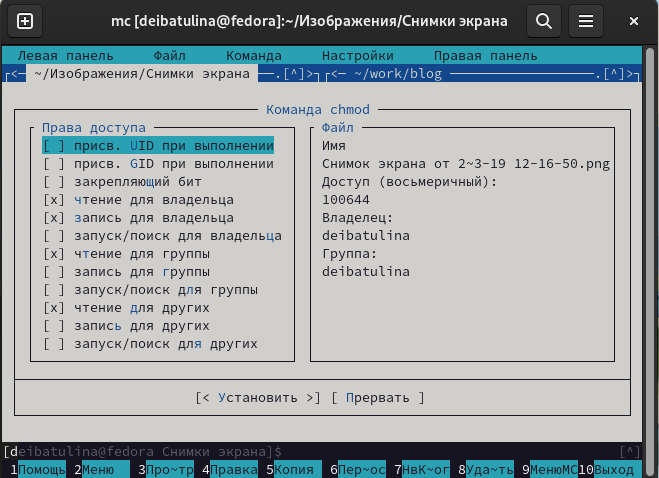 mc [deibatulina@fedora]:~/Изображения/Снимки экрана
Левая панель Файл Команда Настройки Правая панель
┌<─ ~/Изображения/Снимки экрана ──.[^]>┐┌<─ ~/work/blog ──.[^]>┐
Команда chmod
Права доступа
[ ] присв. UID при выполнении
[ ] присв. GID при выполнении
[ ] закрепляющий бит
[x] чтение для владельца
[x] запись для владельца
[ ] запуск/поиск для владельца
[x] чтение для группы
[ ] запись для группы
[ ] запуск/поиск для группы
[x] чтение для других
[ ] запись для других
[ ] запуск/поиск для других
Файл
Имя
Снимок экрана от 2~3-19 12-16-50.png
Доступ (восьмеричный):
100644
Владелец:
deibatulina
Группа:
deibatulina
[< Установить >] [ Прервать ]
[deibatulina@fedora Снимки экрана]$ [^]
1Помощь 2Меню 3Про~тр 4Правка 5Копия 6Пер~ос 7НвК~ог 8Уда~ть 9МенюMC 10Выход